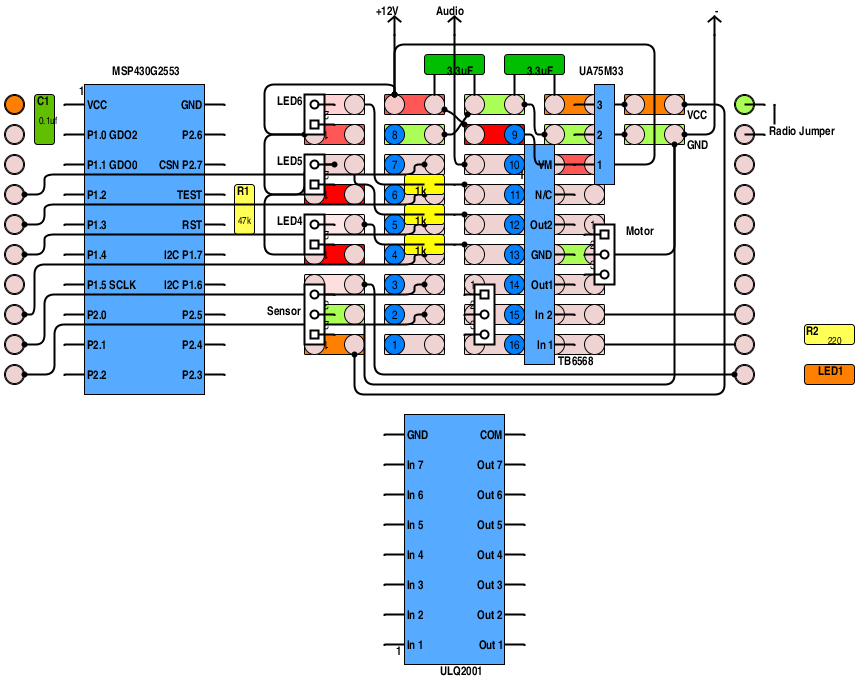 +12V Audio -
3.3uF 3.3uF
MSP430G2553 UA75M33
1
C1 VCC GND LED6 3 VCC
0.1uf
P1.0 GDO2 P2.6 8 9 2 Radio Jumper
GND
P1.1 GDO0 CSN P2.7 LED5 7 10 VM 1
P1.2 TEST R1 6 1k 11 N/C
P1.3 RST 47k LED4 5 1k 12 Out2 1 Motor
2
P1.4 I2C P1.7 4 1k 13 GND
3
P1.5 SCLK I2C P1.6 3 1 14 Out1
P2.0 P2.5 Sensor 2 2 15 In 2
3 R2
220
P2.1 P2.4 1 16 In 1
TB6568
P2.2 P2.3 LED1
GND COM
In 7 Out 7
In 6 Out 6
In 5 Out 5
In 4 Out 4
In 3 Out 3
In 2 Out 2
In 1 Out 1
1
ULQ2001